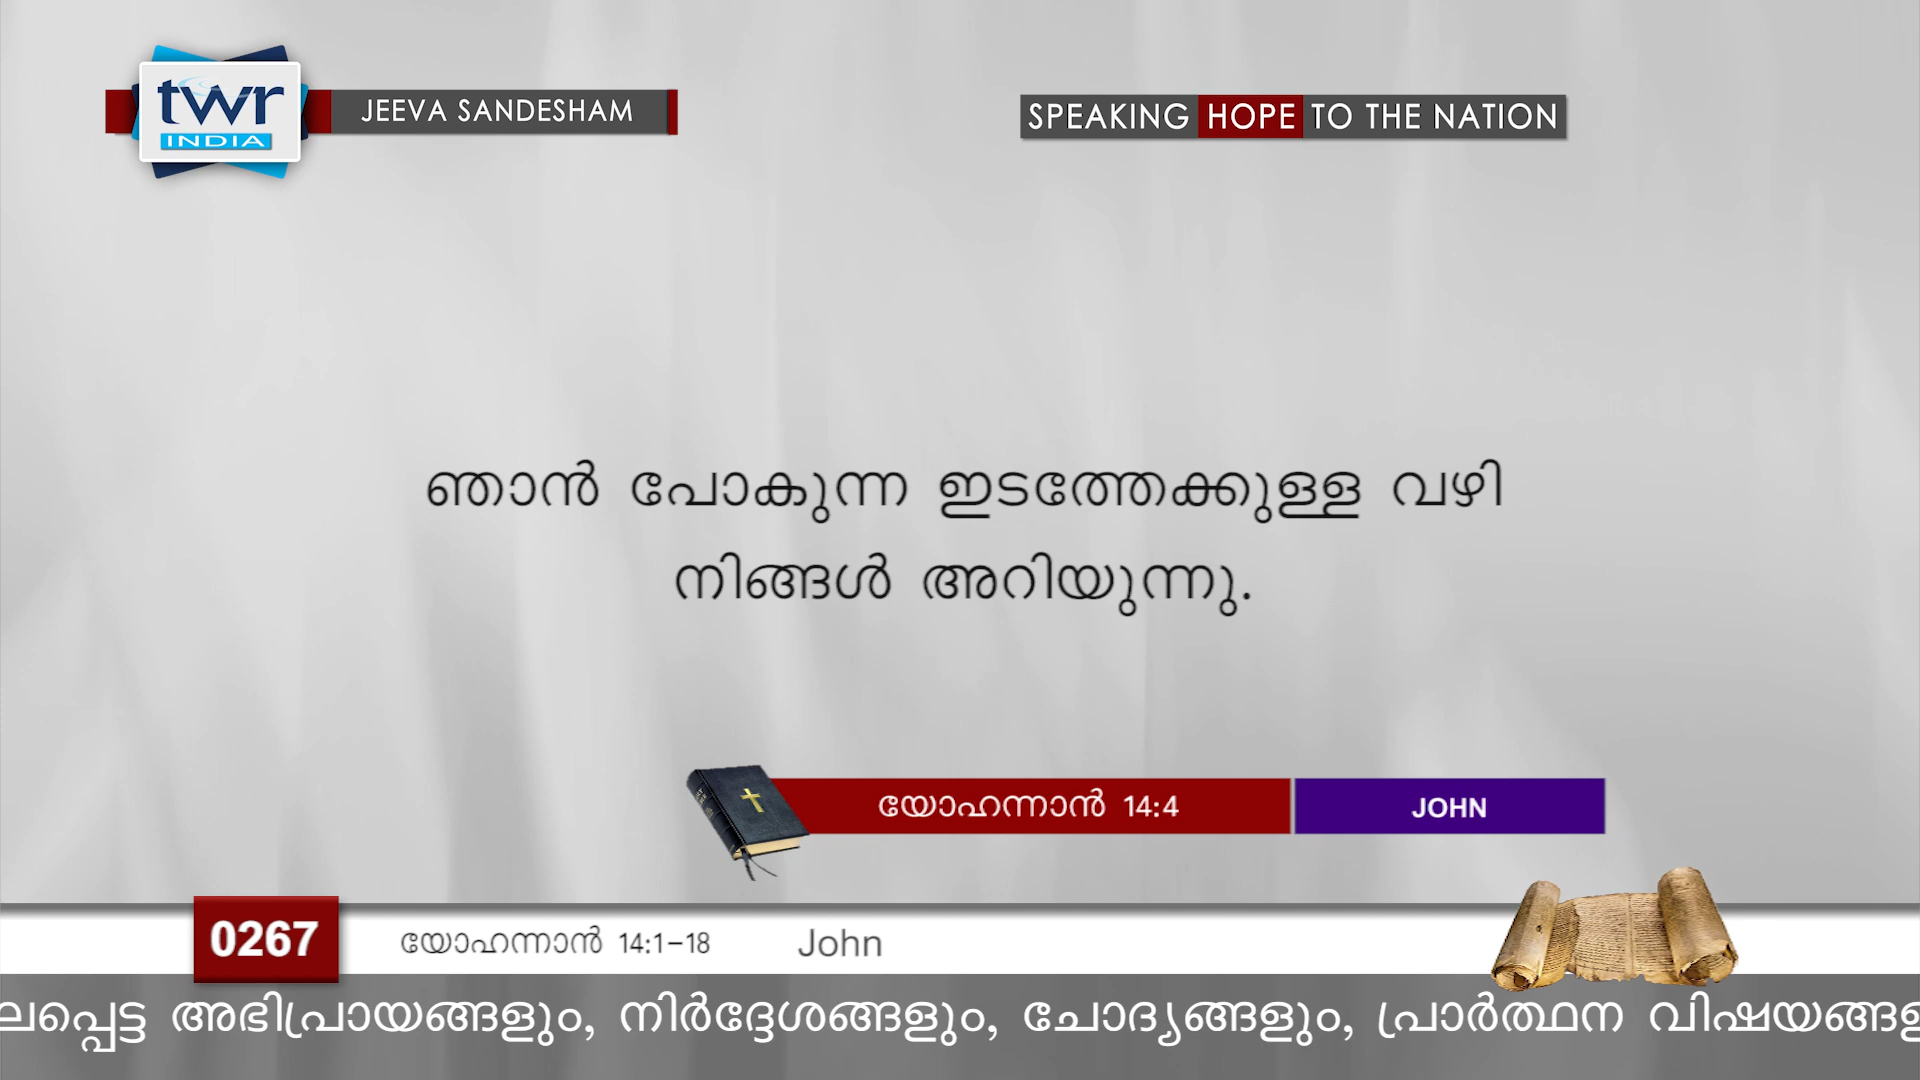 twr
INDIA
JEEVA SANDESHAM
SPEAKING HOPE TO THE NATION
ഞാൻ പോകുന്ന ഇടത്തേക്കുള്ള വഴി
നിങ്ങൾ അറിയുന്നു.
യോഹന്നാൻ 14:4
JOHN
0267
യോഹന്നാൻ 14:1-18
John
ലപ്പെട്ട അഭിപ്രായങ്ങളും, നിർദ്ദേശങ്ങളും, ചോദ്യങ്ങളും, പ്രാർത്ഥന വിഷയങ്ങള